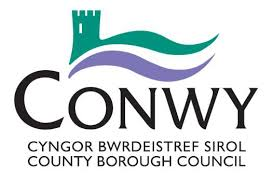 CONWY
CYNGOR BWRDEISTREF SIROL
COUNTY BOROUGH COUNCIL